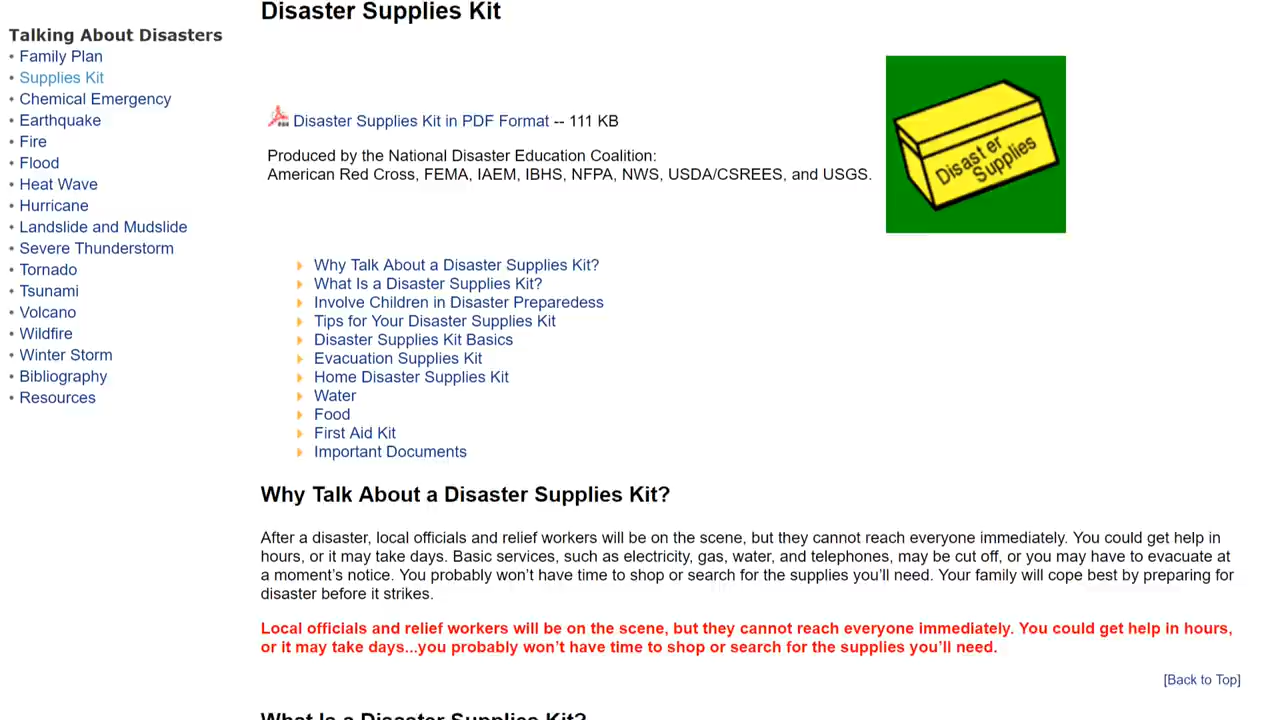 Disaster Supplies Kit
Talking About Disasters
• Family Plan
• Supplies Kit
• Chemical Emergency
• Earthquake
• Fire
• Flood
• Heat Wave
• Hurricane
• Landslide and Mudslide
• Severe Thunderstorm
• Tornado
• Tsunami
• Volcano
• Wildfire
• Winter Storm
• Bibliography
• Resources
Disaster Supplies Kit in PDF Format -- 111 KB
Produced by the National Disaster Education Coalition:
American Red Cross, FEMA, IAEM, IBHS, NFPA, NWS, USDA/CSREES, and USGS.
Disaster
Supplies
Why Talk About a Disaster Supplies Kit?
What Is a Disaster Supplies Kit?
Involve Children in Disaster Preparedess
Tips for Your Disaster Supplies Kit
Disaster Supplies Kit Basics
Evacuation Supplies Kit
Home Disaster Supplies Kit
Water
Food
First Aid Kit
Important Documents
Why Talk About a Disaster Supplies Kit?
After a disaster, local officials and relief workers will be on the scene, but they cannot reach everyone immediately. You could get help in
hours, or it may take days. Basic services, such as electricity, gas, water, and telephones, may be cut off, or you may have to evacuate at
a moment’s notice. You probably won’t have time to shop or search for the supplies you’ll need. Your family will cope best by preparing for
disaster before it strikes.
Local officials and relief workers will be on the scene, but they cannot reach everyone immediately. You could get help in hours,
or it may take days...you probably won’t have time to shop or search for the supplies you’ll need.
[Back to Top]
What Is a Disaster Supplies Kit?